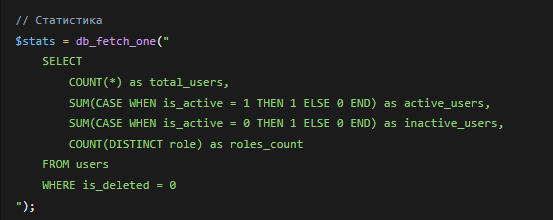 // Статистика
$stats = db_fetch_one("
SELECT
COUNT(*) as total_users,
SUM(CASE WHEN is_active = 1 THEN 1 ELSE 0 END) as active_users,
SUM(CASE WHEN is_active = 0 THEN 1 ELSE 0 END) as inactive_users,
COUNT(DISTINCT role) as roles_count
FROM users
WHERE is_deleted = 0
");